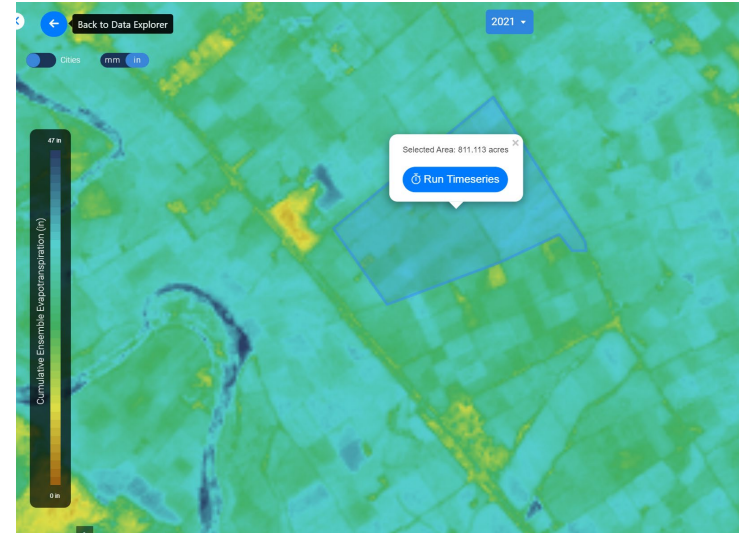 Back to Data Explorer
2021
Cities
mm in
47 in
Selected Area: 811.113 acres
Run Timeseries
Cumulative Ensemble Evapotranspiration (in)
0 in